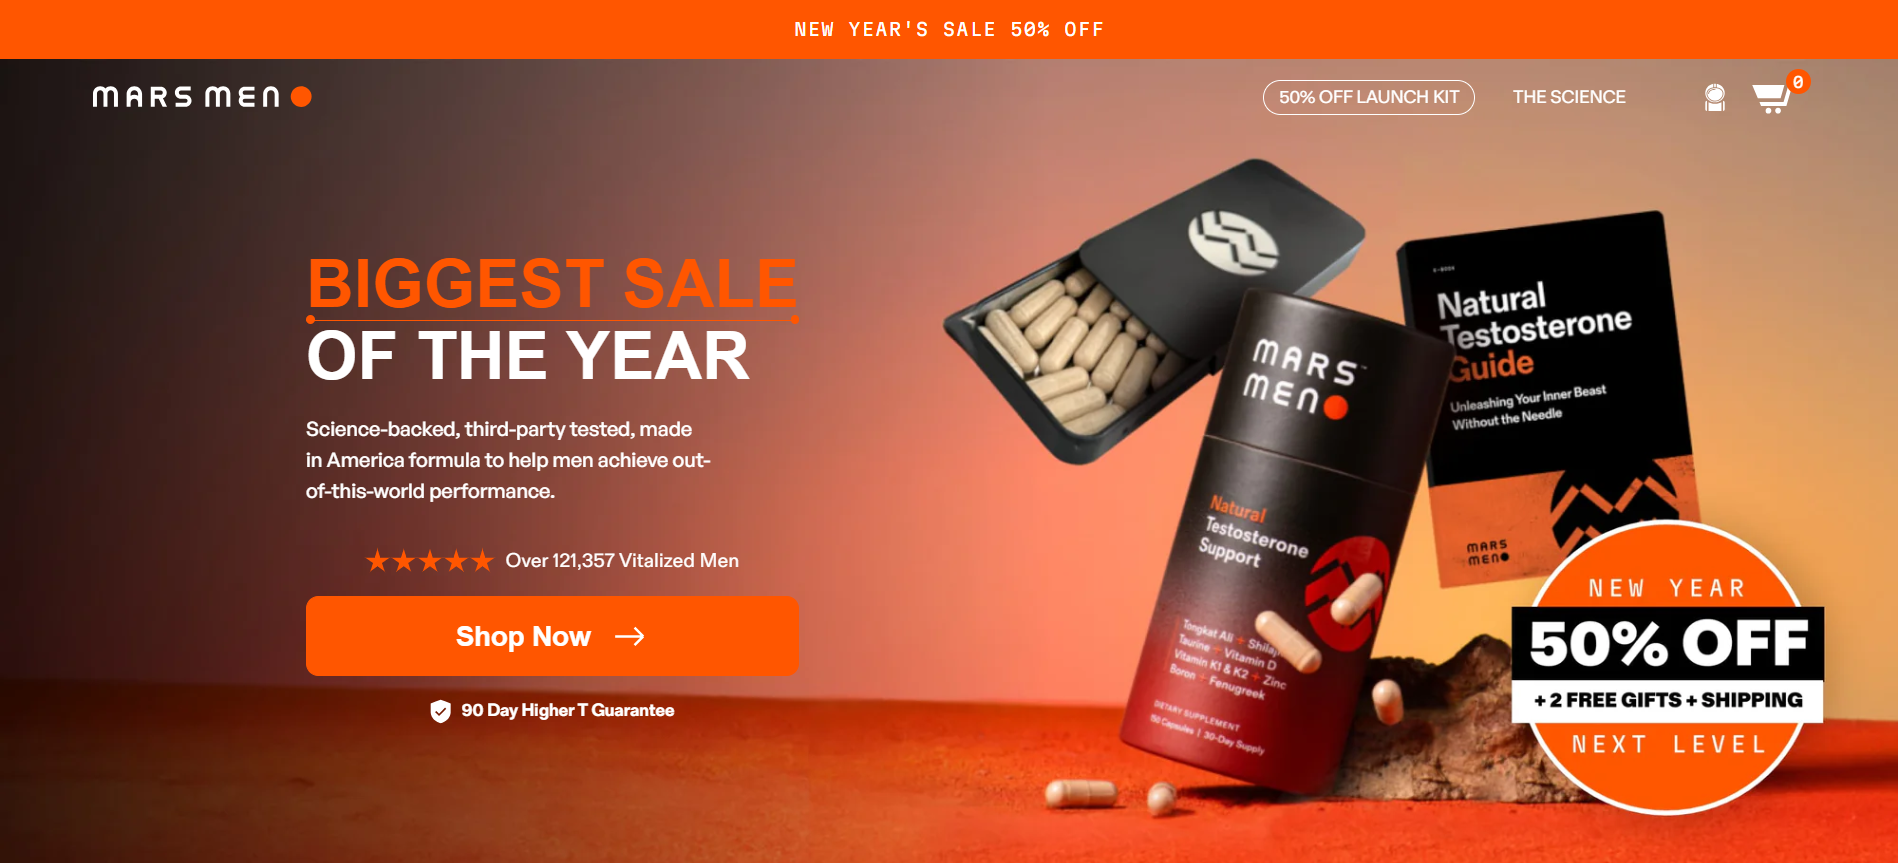 NEW YEAR'S SALE 50% OFF
MARS MEN
50% OFF LAUNCH KIT
THE SCIENCE
0
BIGGEST SALE
OF THE YEAR
Science-backed, third-party tested, made
in America formula to help men achieve out-
of-this-world performance.
Over 121,357 Vitalized Men
Shop Now
90 Day Higher T Guarantee
MARS™
MEN
Natural
Testosterone
Support
Tongkat Ali + Shilaj
Taurine + Vitamin D
Vitamin K1 & K2 + Zinc
Boron + Fenugreek
DIETARY SUPPLEMENT
150 Capsules | 30-Day Supply
E-BOOK
Natural
Testosterone
Guide
Unleashing Your Inner Beast
Without the Needle
MARS
MEN
NEW YEAR
50% OFF
+ 2 FREE GIFTS + SHIPPING
NEXT LEVEL